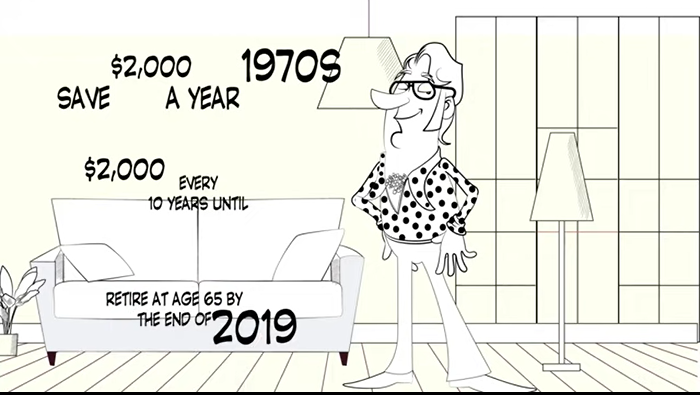 $2,000 1970S
SAVE A YEAR
$2,000 EVERY
10 YEARS UNTIL
RETIRE AT AGE 65 BY
THE END OF 2019